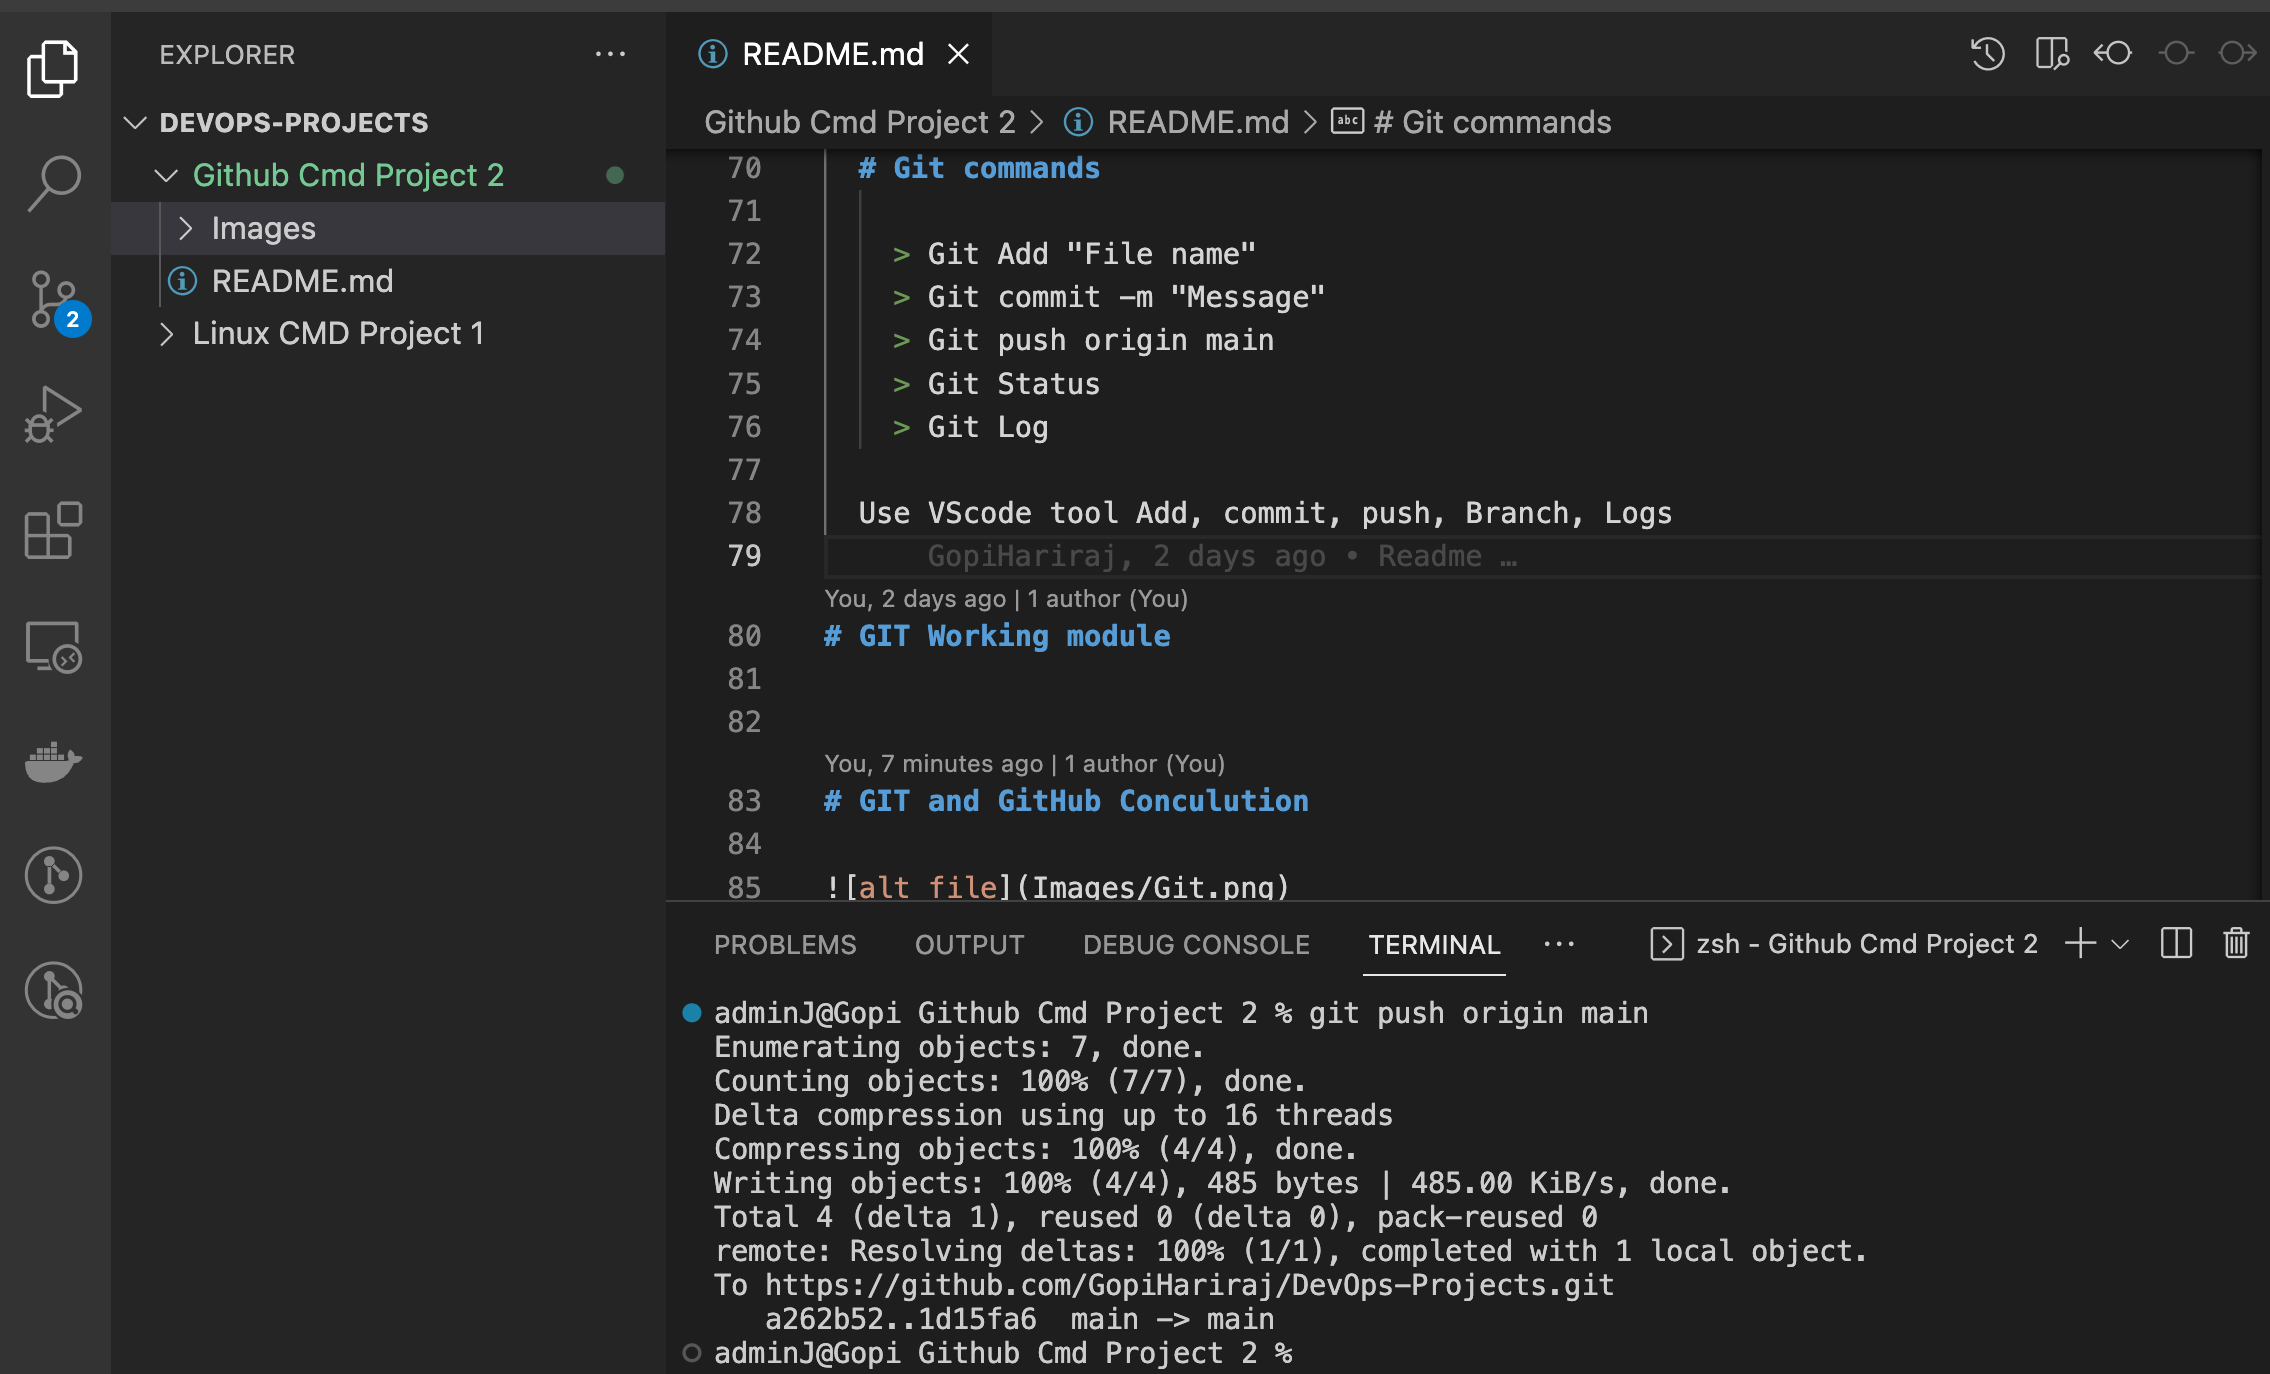 EXPLORER
DEVOPS-PROJECTS
Github Cmd Project 2
Images
README.md
Linux CMD Project 1
2
README.md
Github Cmd Project 2 > README.md > abc # Git commands
70 # Git commands
71
72 > Git Add "File name"
73 > Git commit -m "Message"
74 > Git push origin main
75 > Git Status
76 > Git Log
77
78 Use VScode tool Add, commit, push, Branch, Logs
79 GopiHariraj, 2 days ago • Readme …
You, 2 days ago | 1 author (You)
80 # GIT Working module
81
82
You, 7 minutes ago | 1 author (You)
83 # GIT and GitHub Conculution
84
85 ![alt file](Images/Git.png)
PROBLEMS OUTPUT DEBUG CONSOLE TERMINAL ··· zsh - Github Cmd Project 2
adminJ@Gopi Github Cmd Project 2 % git push origin main
Enumerating objects: 7, done.
Counting objects: 100% (7/7), done.
Delta compression using up to 16 threads
Compressing objects: 100% (4/4), done.
Writing objects: 100% (4/4), 485 bytes | 485.00 KiB/s, done.
Total 4 (delta 1), reused 0 (delta 0), pack-reused 0
remote: Resolving deltas: 100% (1/1), completed with 1 local object.
To https://github.com/GopiHariraj/DevOps-Projects.git
a262b52..1d15fa6 main -> main
adminJ@Gopi Github Cmd Project 2 %